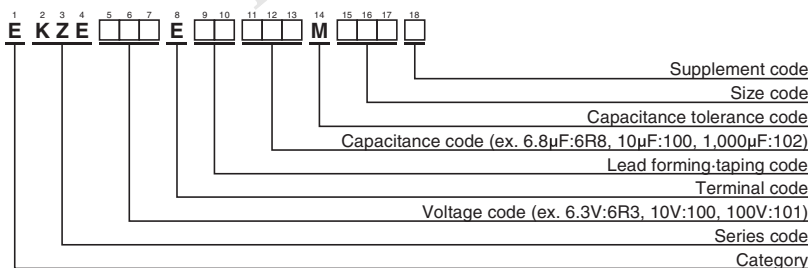 1 2 3 4 5 6 7 8 9 10 11 12 13 14 15 16 17 18
E K Z E E M
Supplement code
Size code
Capacitance tolerance code
Capacitance code (ex. 6.8μF:6R8, 10μF:100, 1,000μF:102)
Lead forming·taping code
Terminal code
Voltage code (ex. 6.3V:6R3, 10V:100, 100V:101)
Series code
Category